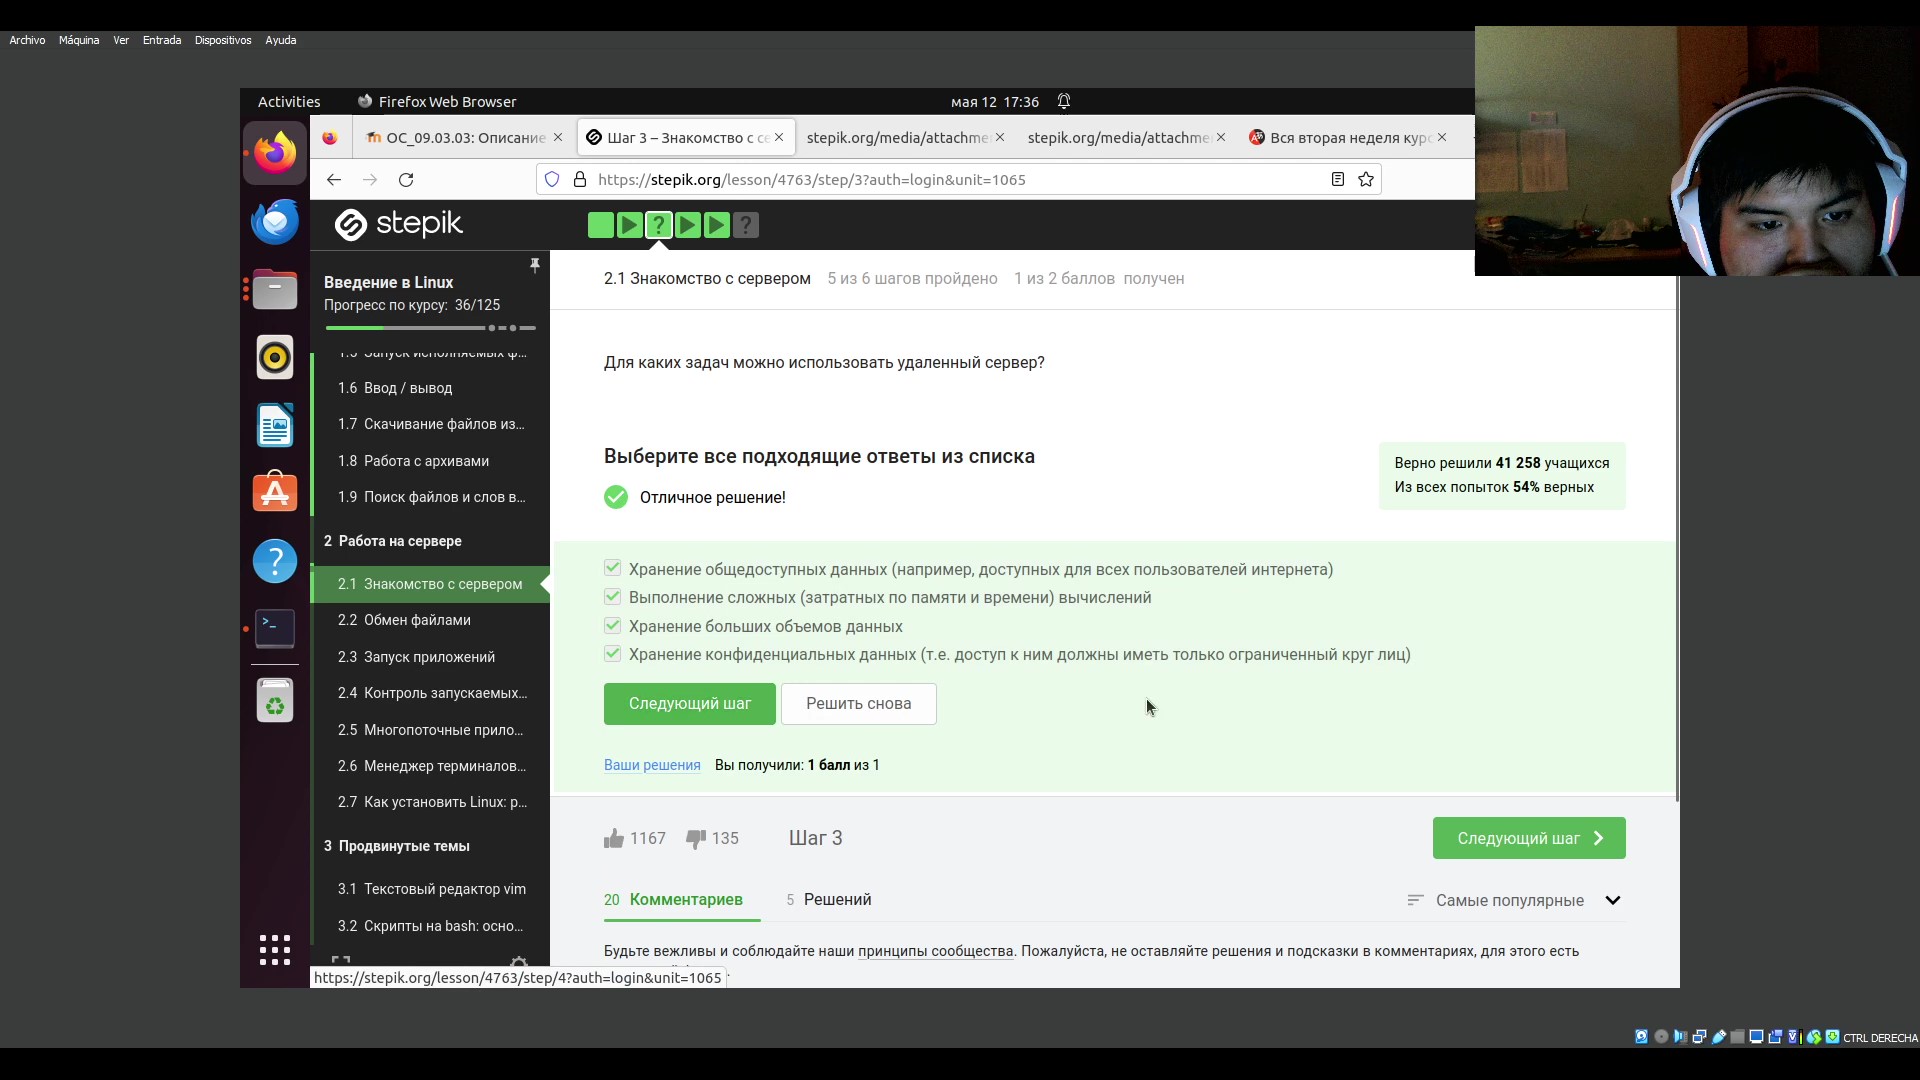 Archivo Máquina Ver Entrada Dispositivos Ayuda
Activities Firefox Web Browser мая 12 17:36
ОС_09.03.03: Описание
Шаг 3 – Знакомство с се
stepik.org/media/attachme
stepik.org/media/attachme
Вся вторая неделя курс
https://stepik.org/lesson/4763/step/3?auth=login&unit=1065
stepik
Введение в Linux
Прогресс по курсу: 36/125
1.5 Запуск исполняемых ф...
1.6 Ввод / вывод
1.7 Скачивание файлов из...
1.8 Работа с архивами
1.9 Поиск файлов и слов в...
2 Работа на сервере
2.1 Знакомство с сервером
2.2 Обмен файлами
2.3 Запуск приложений
2.4 Контроль запускаемых...
2.5 Многопоточные прило...
2.6 Менеджер терминалов...
2.7 Как установить Linux: р...
3 Продвинутые темы
3.1 Текстовый редактор vim
3.2 Скрипты на bash: осно...
2.1 Знакомство с сервером 5 из 6 шагов пройдено 1 из 2 баллов получен
Для каких задач можно использовать удаленный сервер?
Выберите все подходящие ответы из списка
Отличное решение!
Верно решили 41 258 учащихся
Из всех попыток 54% верных
Хранение общедоступных данных (например, доступных для всех пользователей интернета)
Выполнение сложных (затратных по памяти и времени) вычислений
Хранение больших объемов данных
Хранение конфиденциальных данных (т.е. доступ к ним должны иметь только ограниченный круг лиц)
Следующий шаг Решить снова
Ваши решения Вы получили: 1 балл из 1
1167 135 Шаг 3 Следующий шаг
20 Комментариев 5 Решений Самые популярные
Будьте вежливы и соблюдайте наши принципы сообщества. Пожалуйста, не оставляйте решения и подсказки в комментариях, для этого есть
https://stepik.org/lesson/4763/step/4?auth=login&unit=1065
CTRL DERECHA